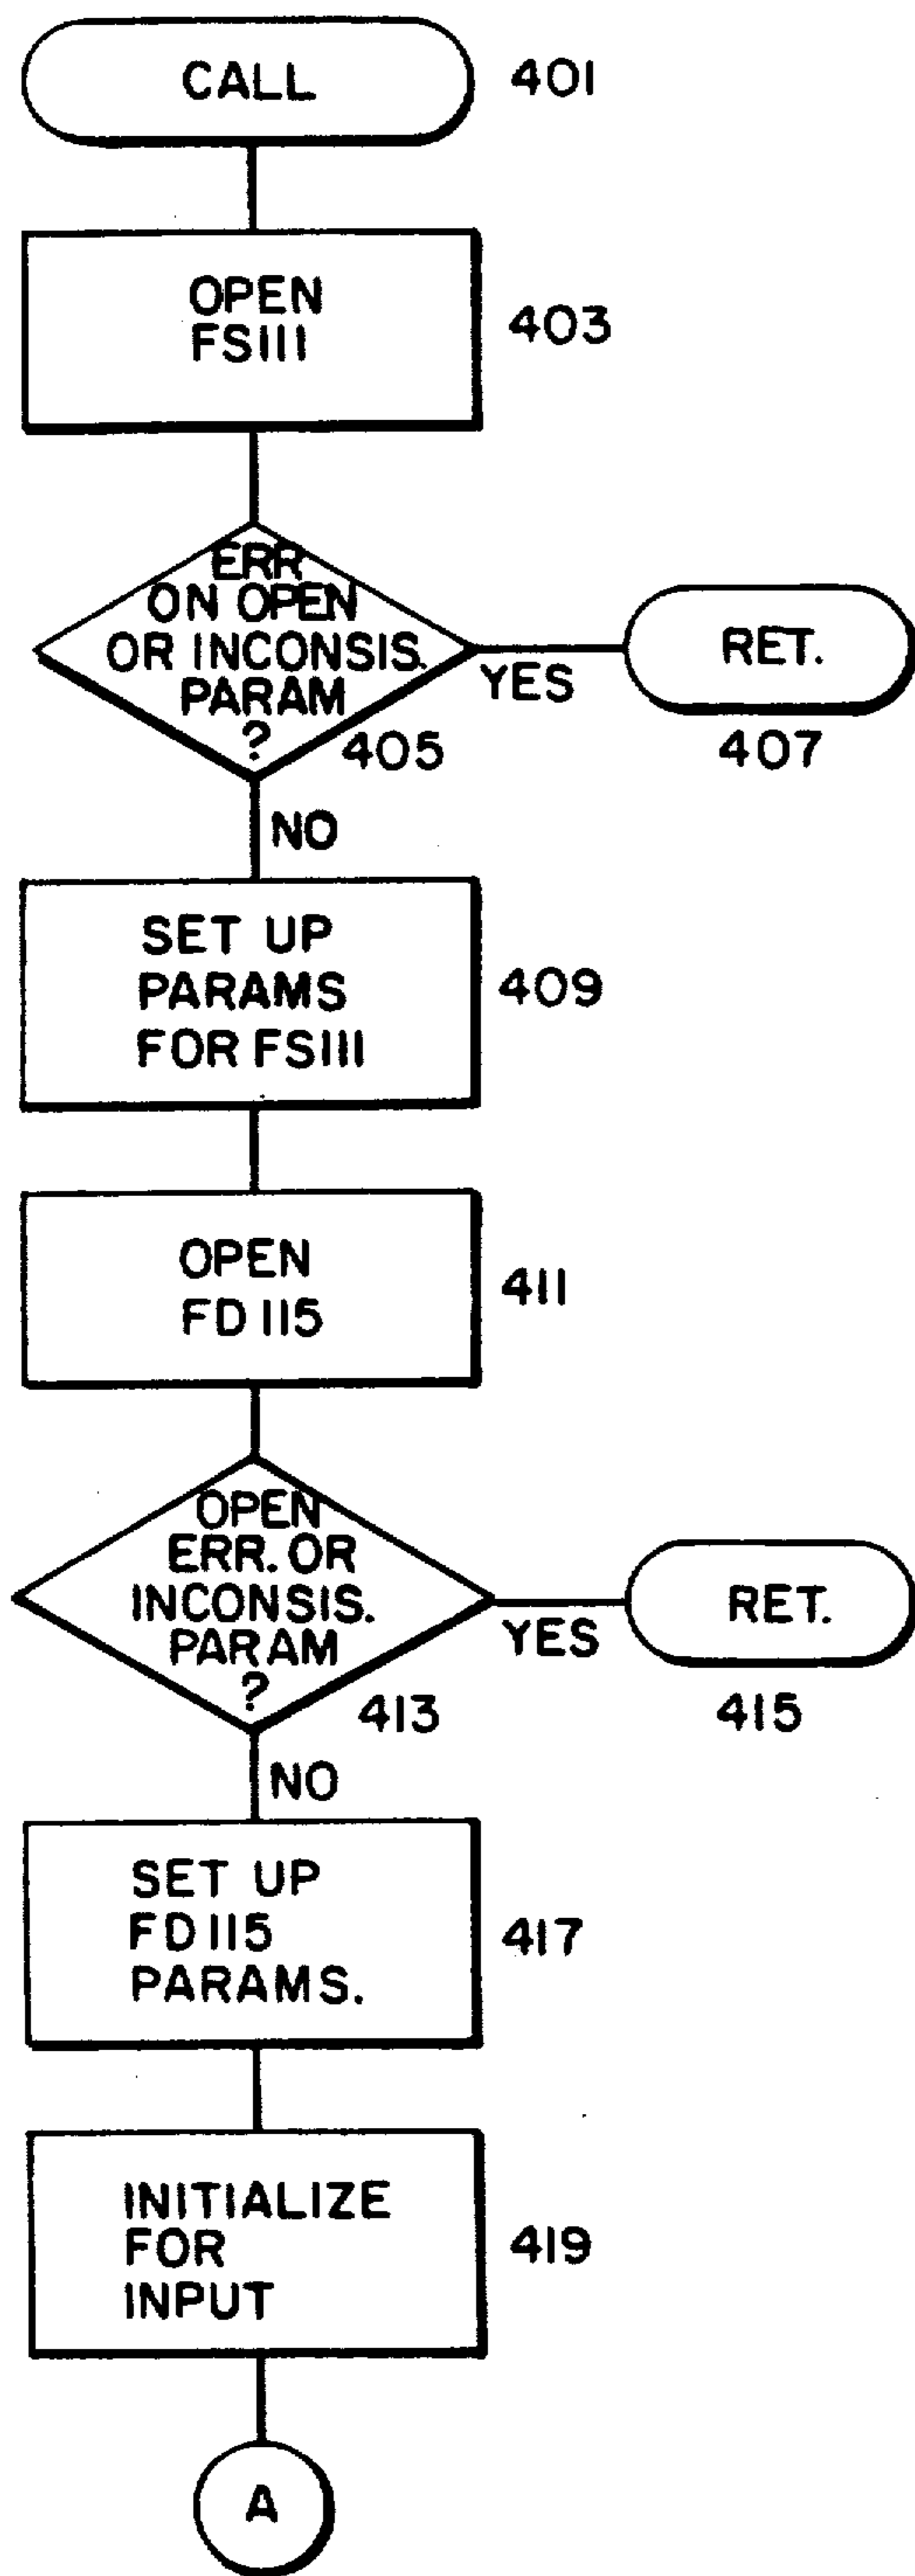 CALL
401
OPEN
FS111
403
ERR
ON OPEN
OR INCONSIS.
PARAM
?
405
YES
RET.
407
NO
SET UP
PARAMS
FOR FS111
409
OPEN
FD 115
411
OPEN
ERR. OR
INCONSIS.
PARAM
?
413
YES
RET.
415
NO
SET UP
FD 115
PARAMS.
417
INITIALIZE
FOR
INPUT
419
A